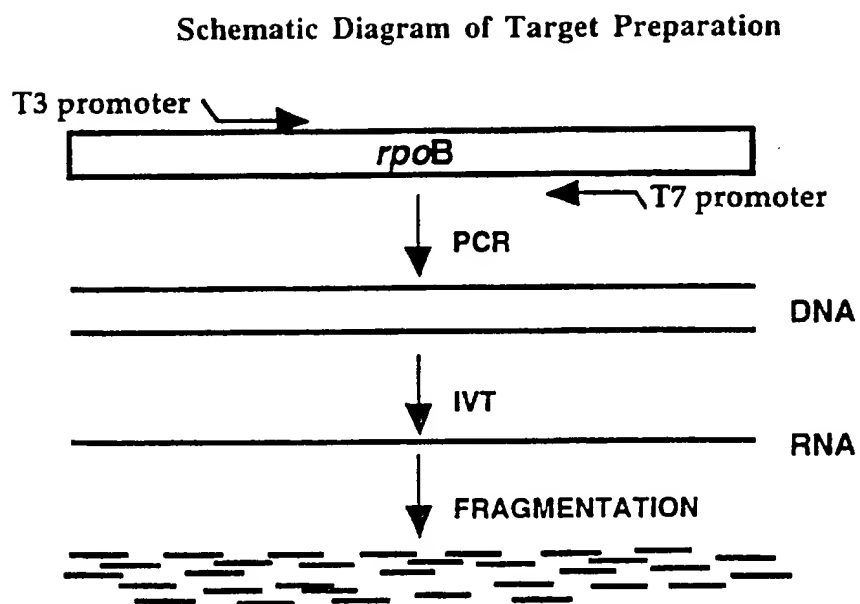 Schematic Diagram of Target Preparation
T3 promoter
rpoB
T7 promoter
PCR
DNA
IVT
RNA
FRAGMENTATION